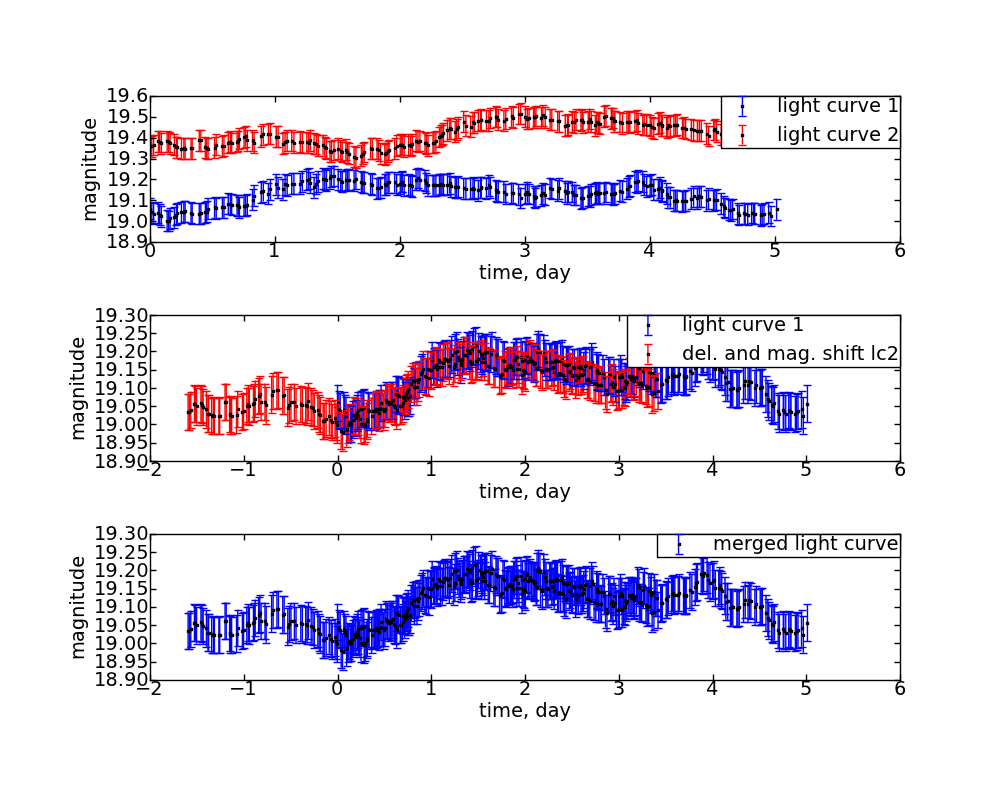 19.6
19.5
19.4
19.3
19.2
19.1
19.0
18.9
magnitude
light curve 1
light curve 2
0 1 2 3 4 5 6
time, day
19.30
19.25
19.20
19.15
19.10
19.05
19.00
18.95
18.90
magnitude
light curve 1
del. and mag. shift lc2
−2 −1 0 1 2 3 4 5 6
time, day
19.30
19.25
19.20
19.15
19.10
19.05
19.00
18.95
18.90
magnitude
merged light curve
−2 −1 0 1 2 3 4 5 6
time, day